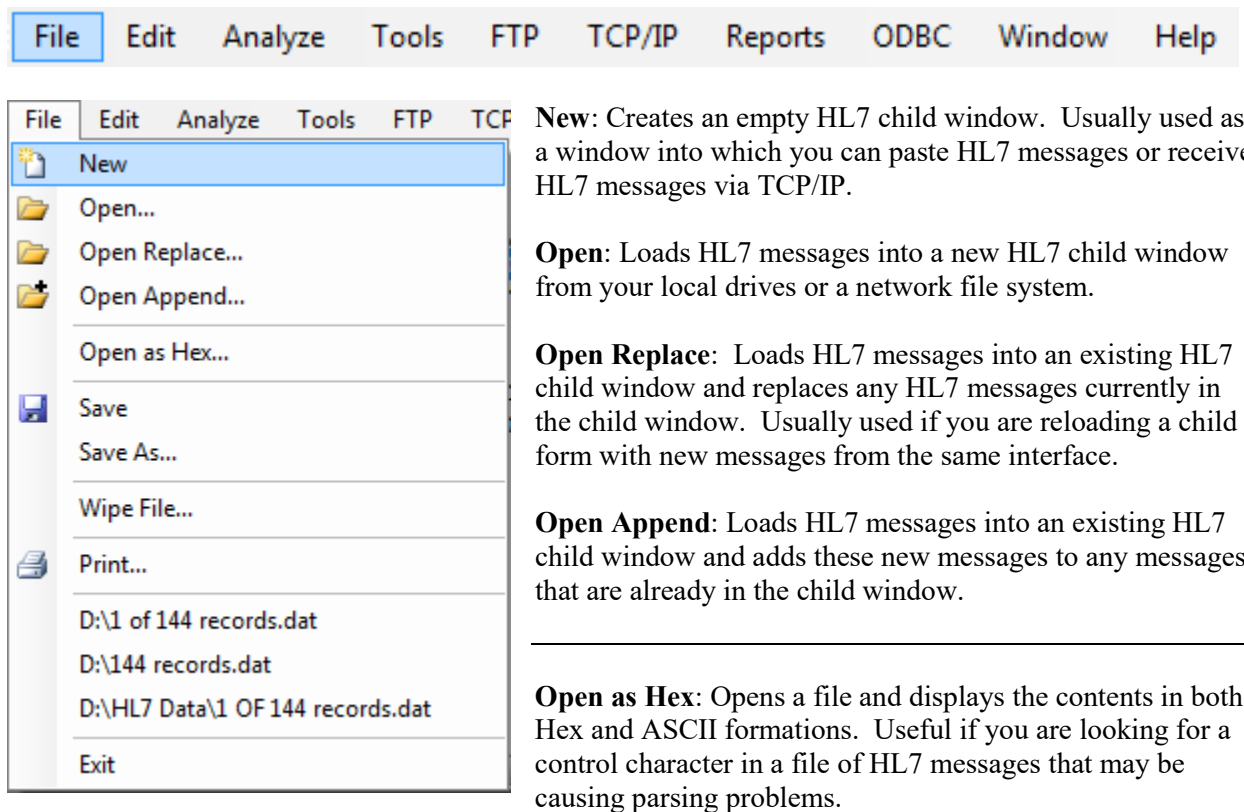 File Edit Analyze Tools FTP TCP/IP Reports ODBC Window Help
File Edit Analyze Tools FTP TCP
New
Open...
Open Replace...
Open Append...
Open as Hex...
Save
Save As...
Wipe File...
Print...
D:\1 of 144 records.dat
D:\144 records.dat
D:\HL7 Data\1 OF 144 records.dat
Exit
New: Creates an empty HL7 child window. Usually used as
a window into which you can paste HL7 messages or receive
HL7 messages via TCP/IP.
Open: Loads HL7 messages into a new HL7 child window
from your local drives or a network file system.
Open Replace: Loads HL7 messages into an existing HL7
child window and replaces any HL7 messages currently in
the child window. Usually used if you are reloading a child
form with new messages from the same interface.
Open Append: Loads HL7 messages into an existing HL7
child window and adds these new messages to any messages
that are already in the child window.
Open as Hex: Opens a file and displays the contents in both
Hex and ASCII formations. Useful if you are looking for a
control character in a file of HL7 messages that may be
causing parsing problems.